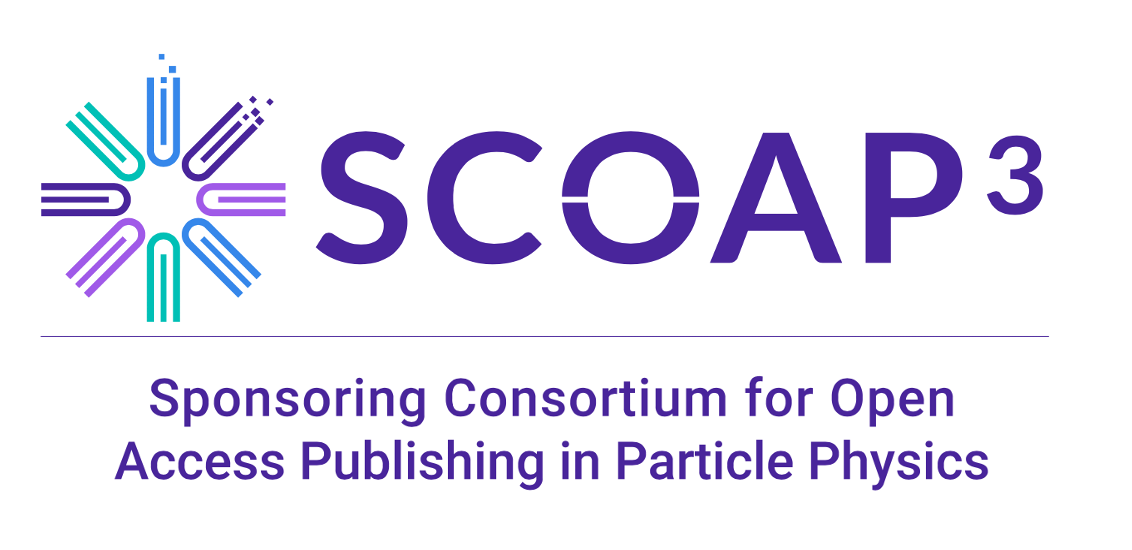 SCOAP³
Sponsoring Consortium for Open
Access Publishing in Particle Physics